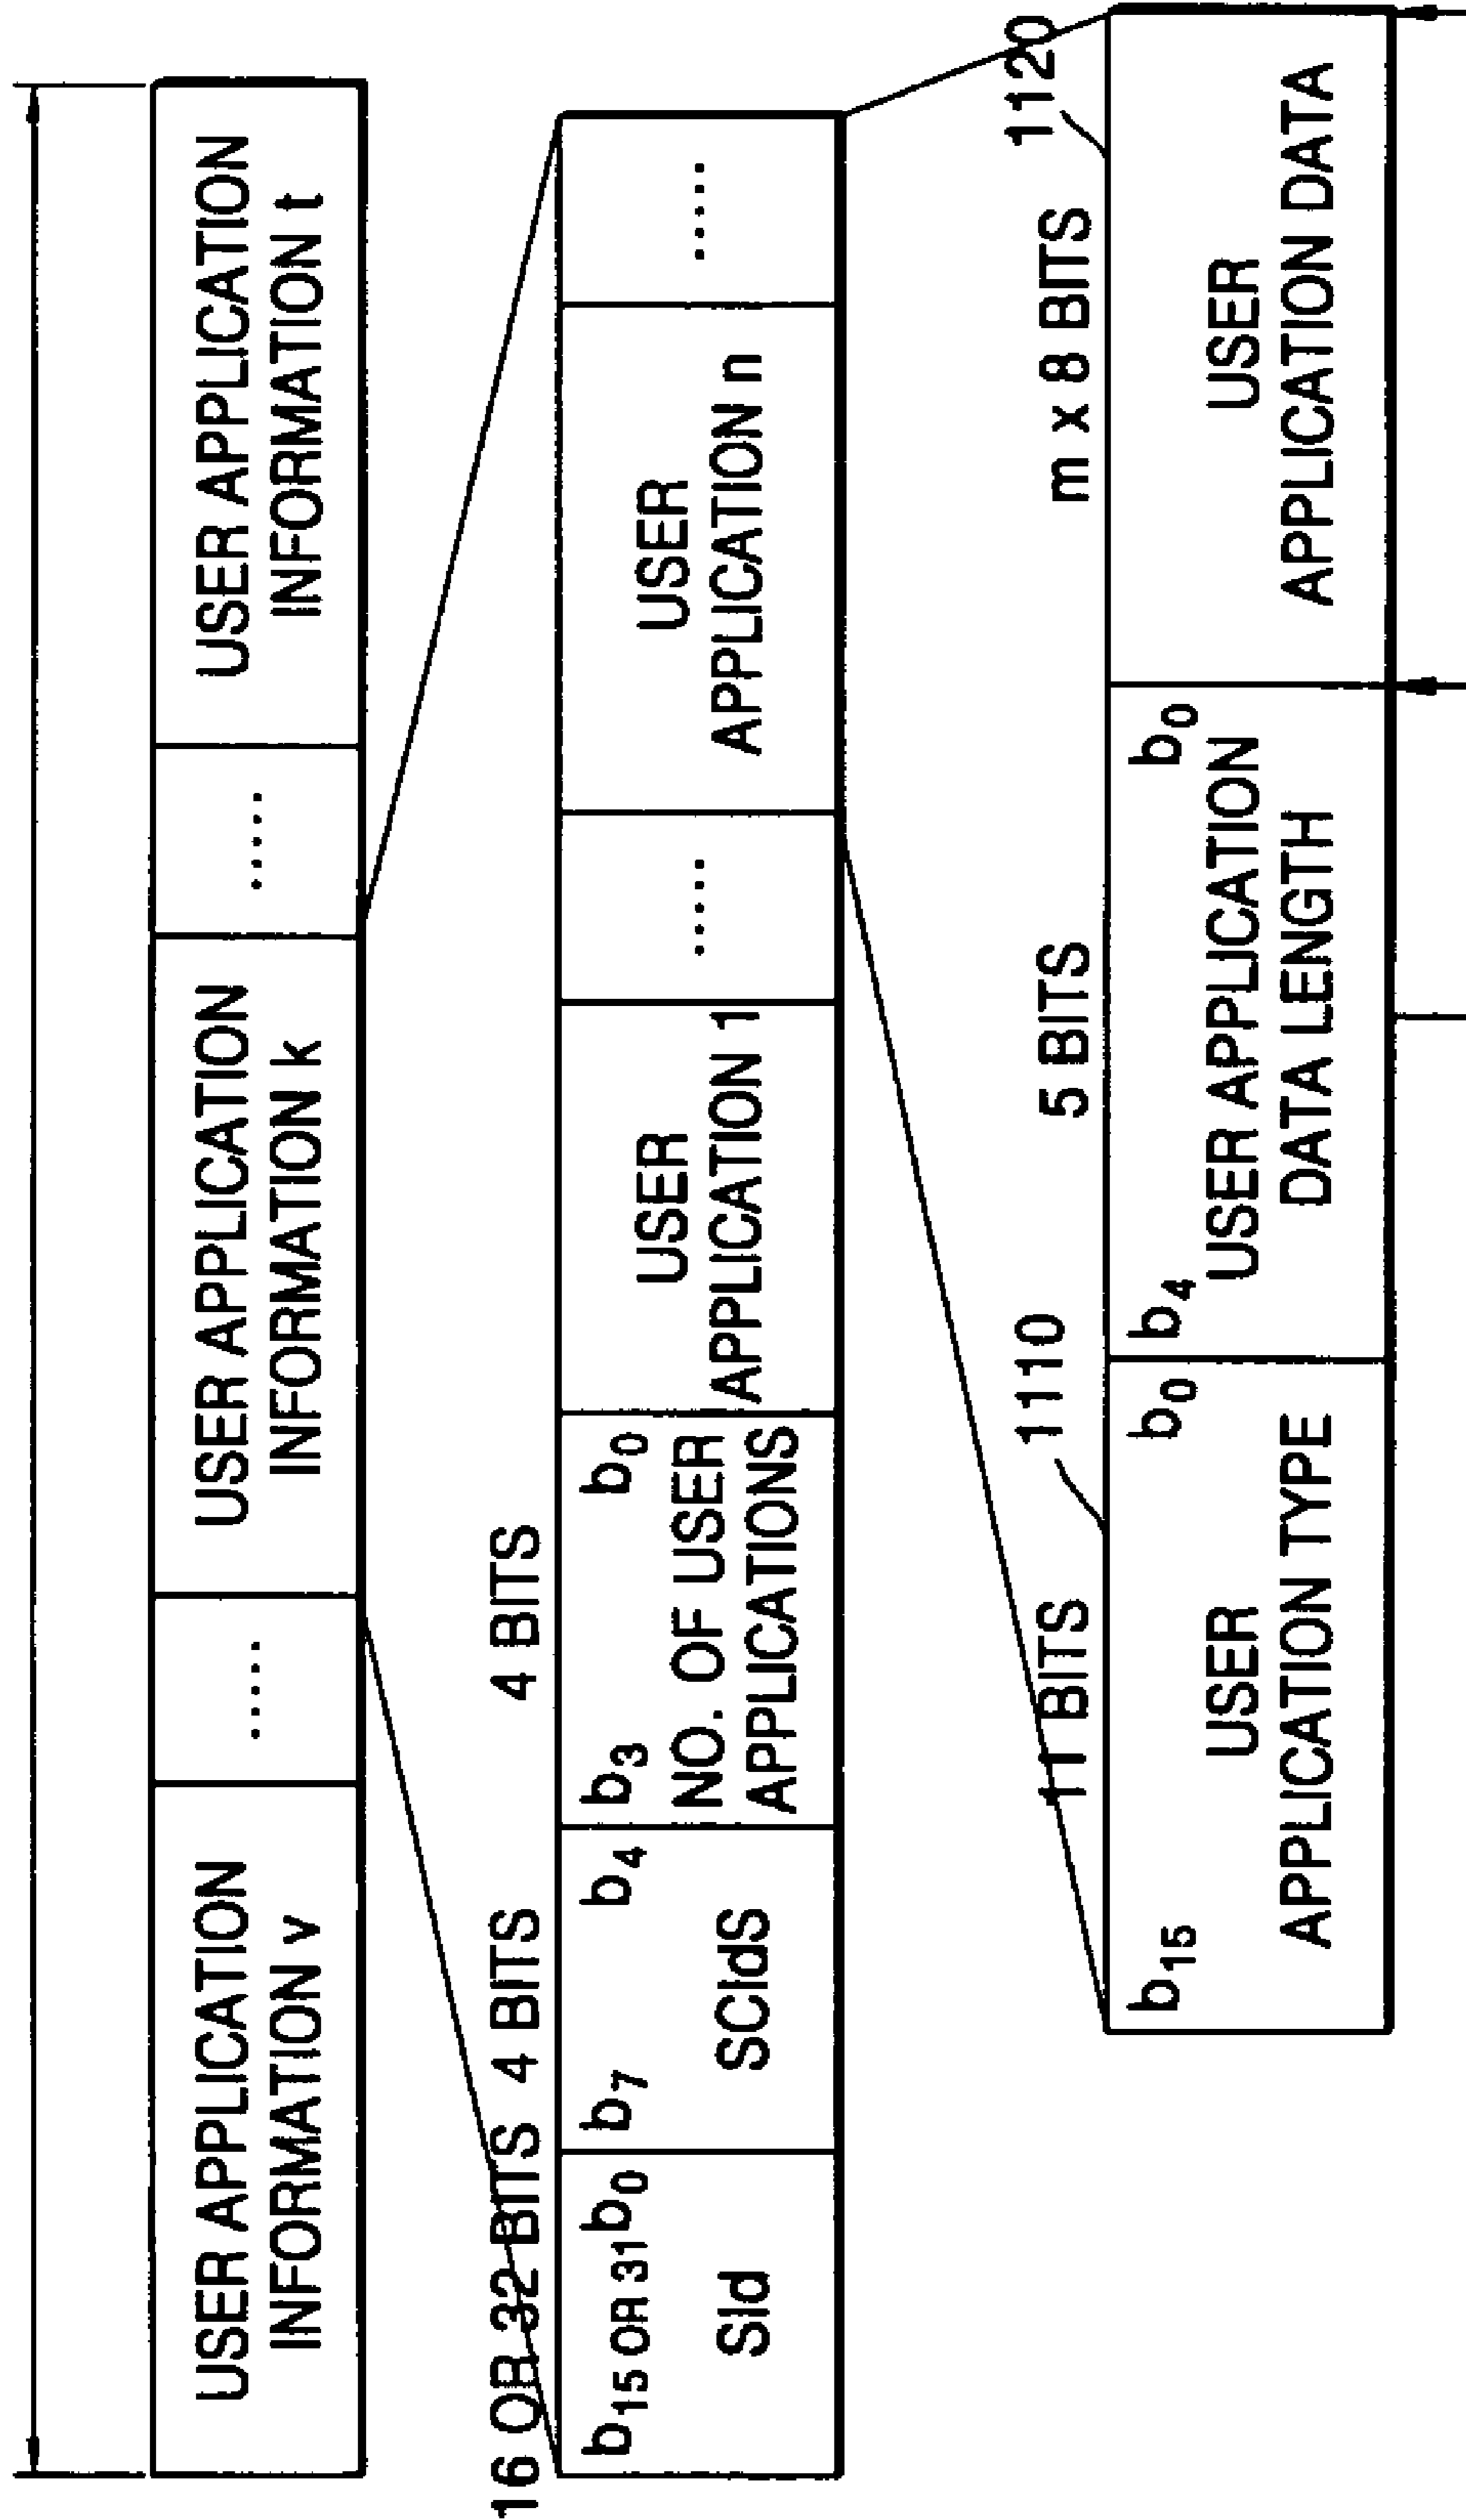 USER APPLICATION
INFORMATION v
.....
USER APPLICATION
INFORMATION k
.....
USER APPLICATION
INFORMATION t
16 OR 32 BITS
4 BITS
4 BITS
b15 OR 31 b0
SId
b7 b4
SCIdS
b3 b0
NO. OF USER
APPLICATIONS
USER
APPLICATION 1
.....
USER
APPLICATION n
.....
11 BITS
1110
5 BITS
m x 8 BITS
1120
b15 b0
USER
APPLICATION TYPE
b4 b0
USER APPLICATION
DATA LENGTH
USER
APPLICATION DATA